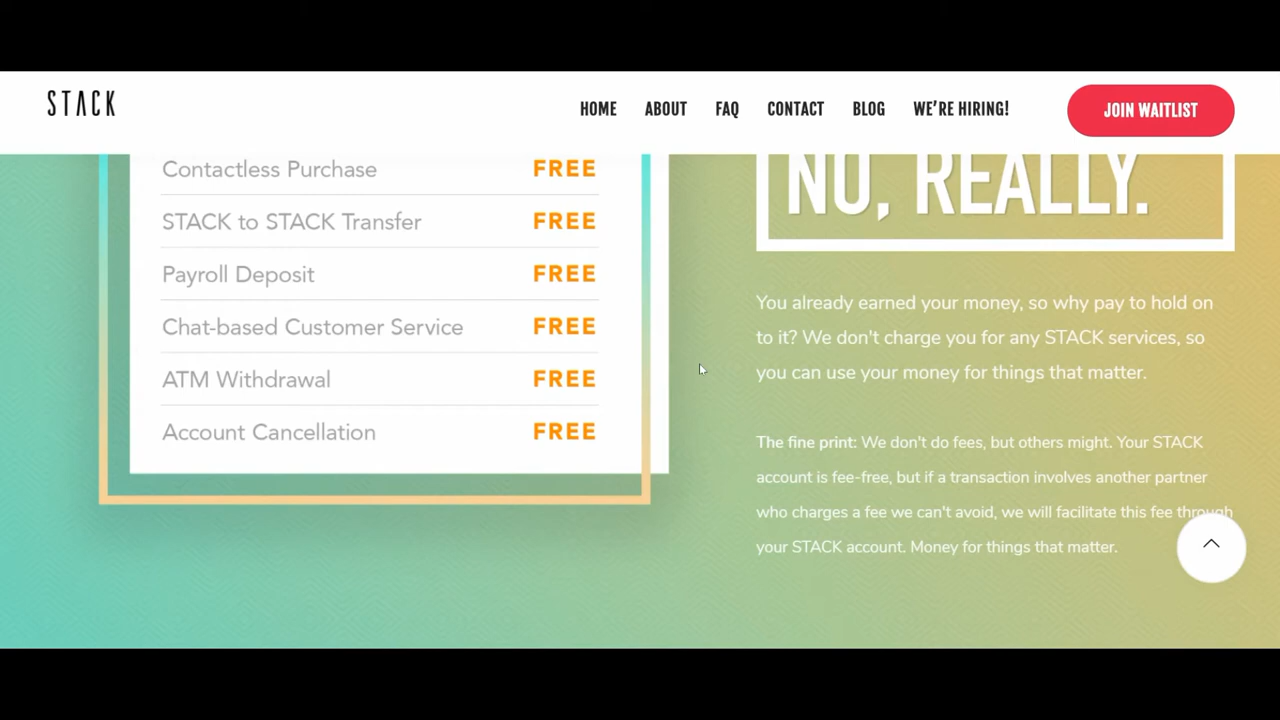 STACK
HOME ABOUT FAQ CONTACT BLOG WE'RE HIRING! JOIN WAITLIST
Contactless Purchase FREE
STACK to STACK Transfer FREE
Payroll Deposit FREE
Chat-based Customer Service FREE
ATM Withdrawal FREE
Account Cancellation FREE
NO, REALLY.
You already earned your money, so why pay to hold on
to it? We don't charge you for any STACK services, so
you can use your money for things that matter.
The fine print: We don't do fees, but others might. Your STACK
account is fee-free, but if a transaction involves another partner
who charges a fee we can't avoid, we will facilitate this fee through
your STACK account. Money for things that matter.